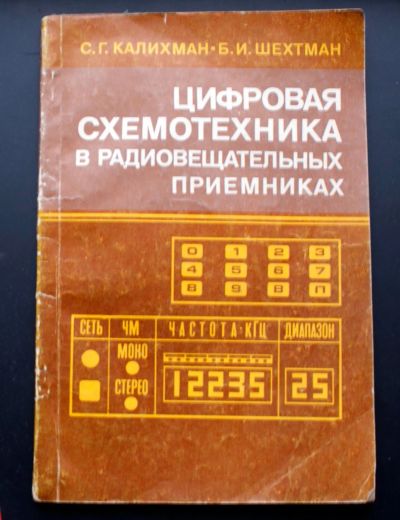 С. Г. КАЛИХМАН · Б. И. ШЕХТМАН
ЦИФРОВАЯ
СХЕМОТЕХНИКА
В РАДИОВЕЩАТЕЛЬНЫХ
ПРИЕМНИКАХ
0 1 2 3
4 5 6 7
8 9 В П
СЕТЬ ЧМ ЧАСТОТА КГЦ ДИАПАЗОН
МОНО
СТЕРЕО
12235 25